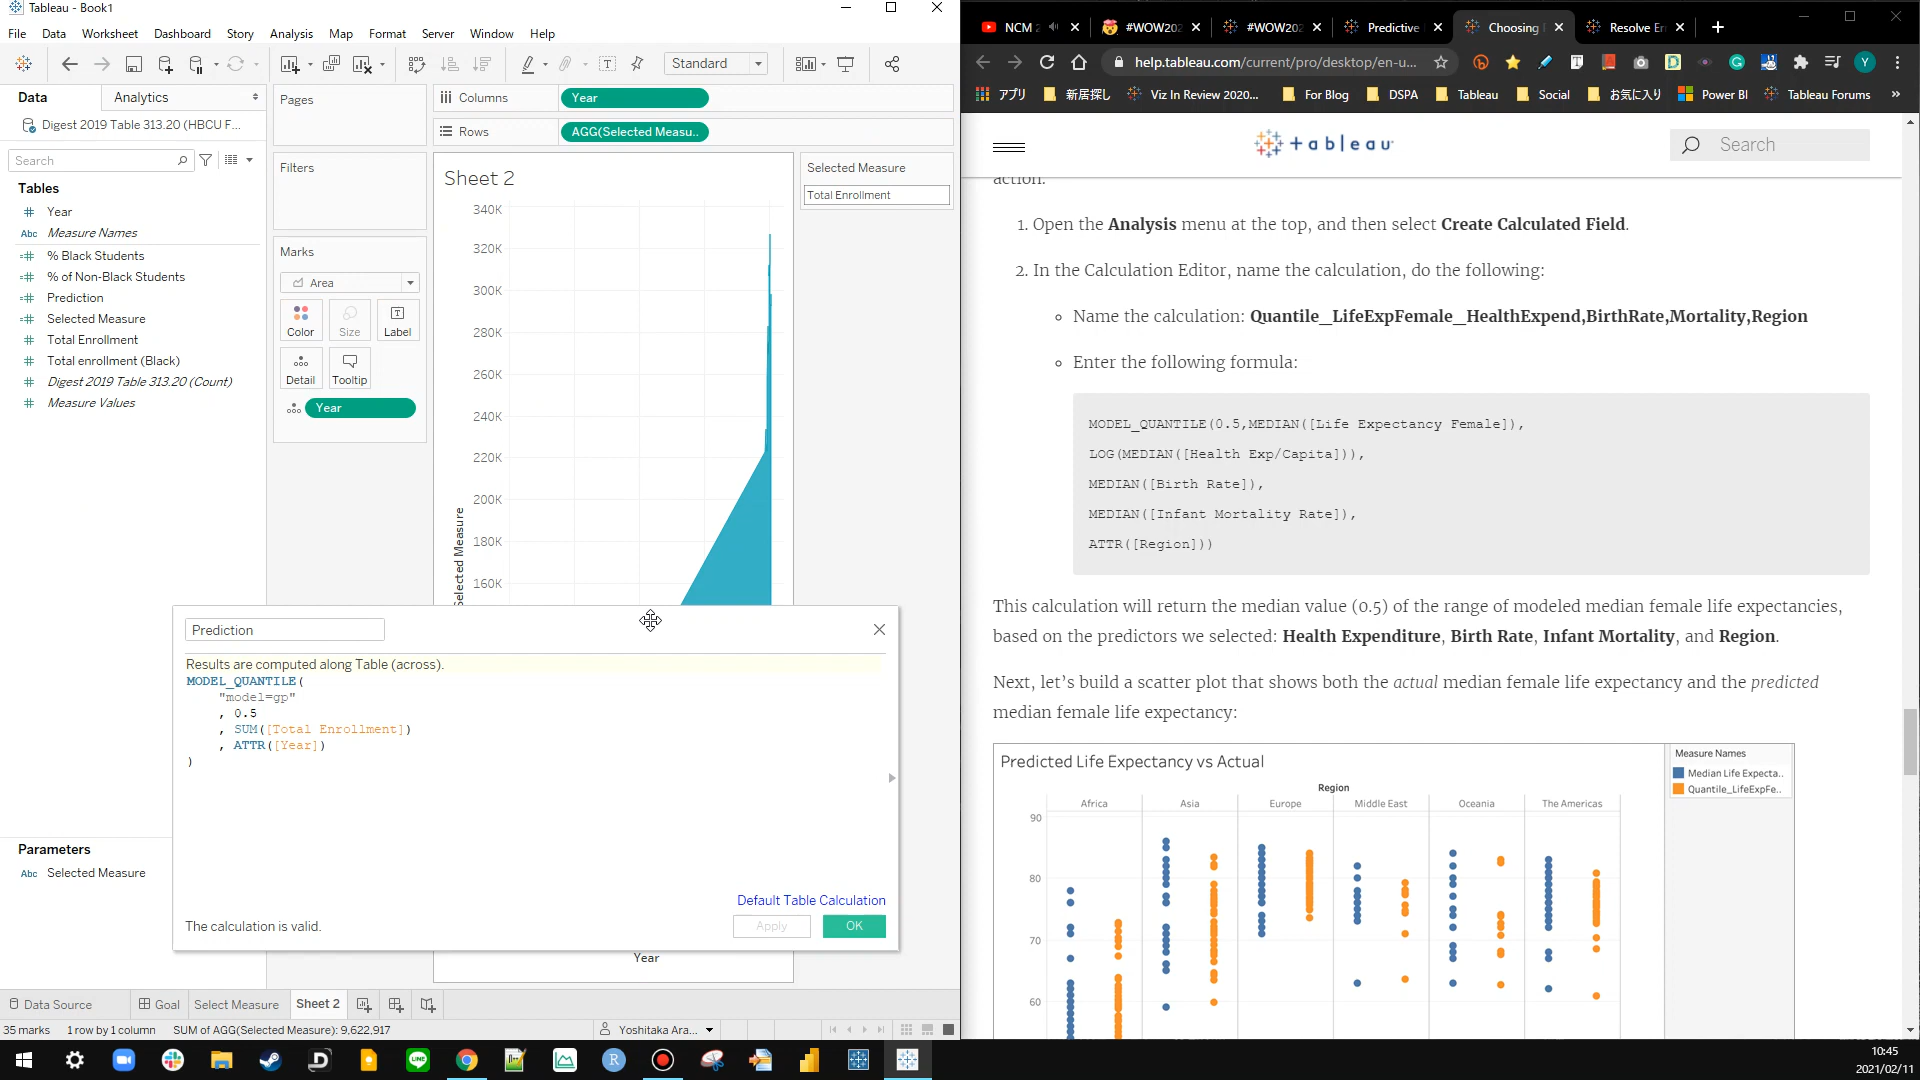 Tableau - Book1
File Data Worksheet Dashboard Story Analysis Map Format Server Window Help
Standard
Data
Analytics
Digest 2019 Table 313.20 (HBCU F...
Search
Tables
Year
Abc Measure Names
% Black Students
% of Non-Black Students
Prediction
Selected Measure
Total Enrollment
Total enrollment (Black)
Digest 2019 Table 313.20 (Count)
Measure Values
Parameters
Abc Selected Measure
Pages
Filters
Marks
Area
Color
Size
Label
Detail
Tooltip
Year
Columns
Year
Rows
AGG(Selected Measu..
Sheet 2
340K
320K
300K
280K
260K
240K
220K
200K
180K
160K
Selected Measure
Year
Selected Measure
Total Enrollment
Prediction
Results are computed along Table (across).
MODEL_QUANTILE(
"model=gp"
, 0.5
, SUM([Total Enrollment])
, ATTR([Year])
)
Default Table Calculation
The calculation is valid.
Apply
OK
Data Source
Goal
Select Measure
Sheet 2
35 marks
1 row by 1 column
SUM of AGG(Selected Measure): 9,622,917
Yoshitaka Ara...
NCM 2
#WOW202
#WOW202
Predictive
Choosing
Resolve Er
help.tableau.com/current/pro/desktop/en-u...
Y
アプリ
新居探し
Viz In Review 2020...
For Blog
DSPA
Tableau
Social
お気に入り
Power BI
Tableau Forums
»
+ableau
Search
action.
1. Open the Analysis menu at the top, and then select Create Calculated Field.
2. In the Calculation Editor, name the calculation, do the following:
Name the calculation: Quantile_LifeExpFemale_HealthExpend,BirthRate,Mortality,Region
Enter the following formula:
MODEL_QUANTILE(0.5,MEDIAN([Life Expectancy Female]),
LOG(MEDIAN([Health Exp/Capita])),
MEDIAN([Birth Rate]),
MEDIAN([Infant Mortality Rate]),
ATTR([Region]))
This calculation will return the median value (0.5) of the range of modeled median female life expectancies,
based on the predictors we selected: Health Expenditure, Birth Rate, Infant Mortality, and Region.
Next, let's build a scatter plot that shows both the actual median female life expectancy and the predicted
median female life expectancy:
Predicted Life Expectancy vs Actual
Region
Africa
Asia
Europe
Middle East
Oceania
The Americas
90
80
70
60
Measure Names
Median Life Expecta..
Quantile_LifeExpFe..
LINE
R
10:45
2021/02/11